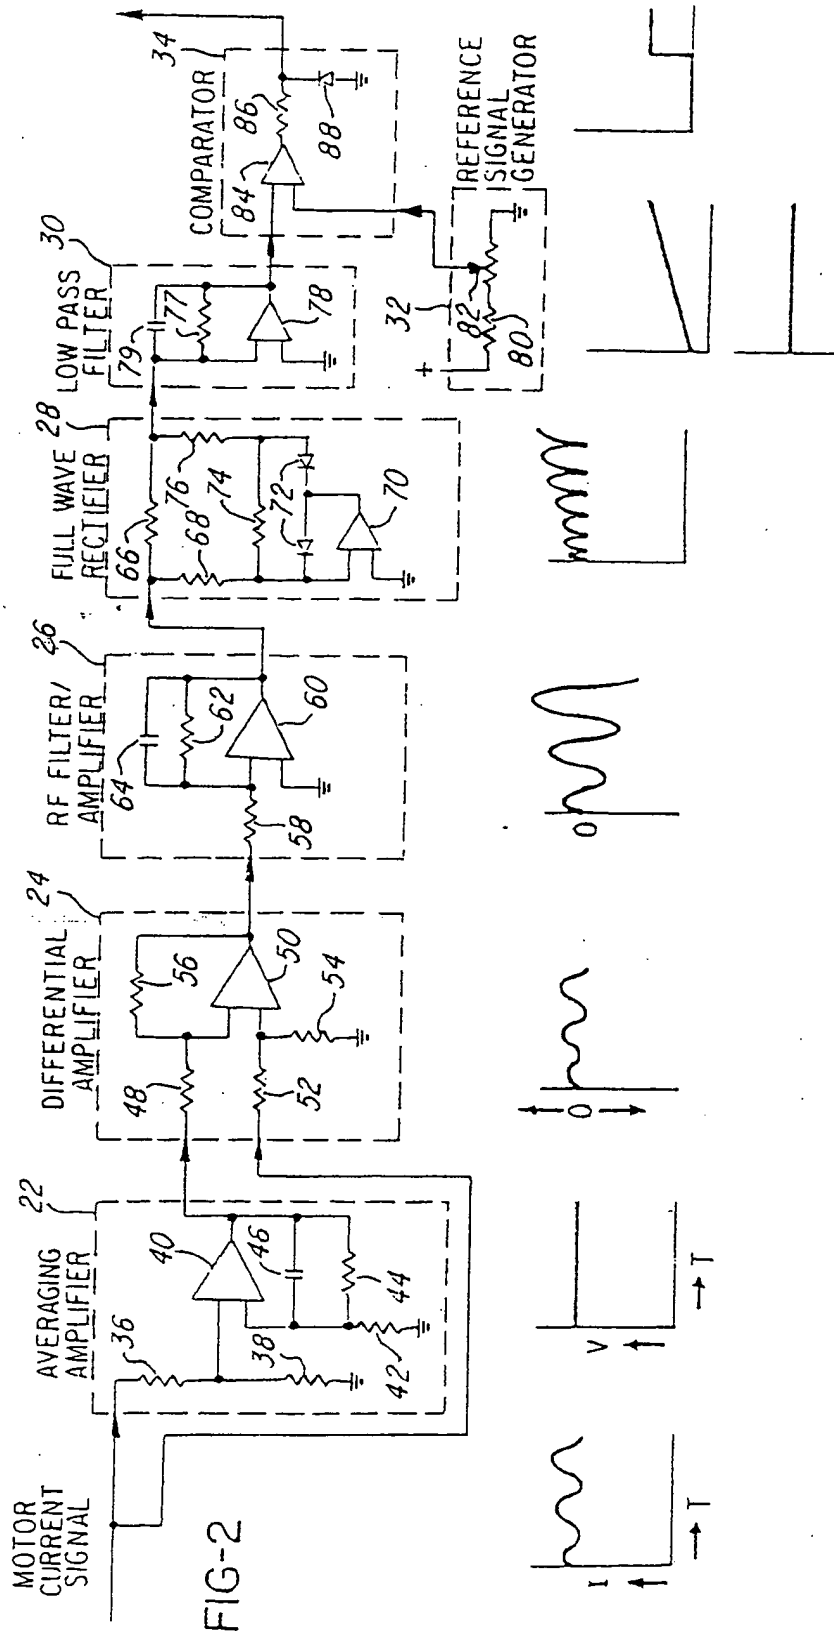 MOTOR
CURRENT
SIGNAL
FIG-2
AVERAGING
AMPLIFIER
22
36
38
40
42
44
46
DIFFERENTIAL
AMPLIFIER
24
48
50
52
54
56
RF FILTER/
AMPLIFIER
26
58
60
62
64
FULL WAVE
RECTIFIER
28
66
68
70
72
74
76
LOW PASS
FILTER
30
77
78
79
COMPARATOR
34
84
86
88
REFERENCE
SIGNAL
GENERATOR
32
+
80
82
I
T
V
T
0
0